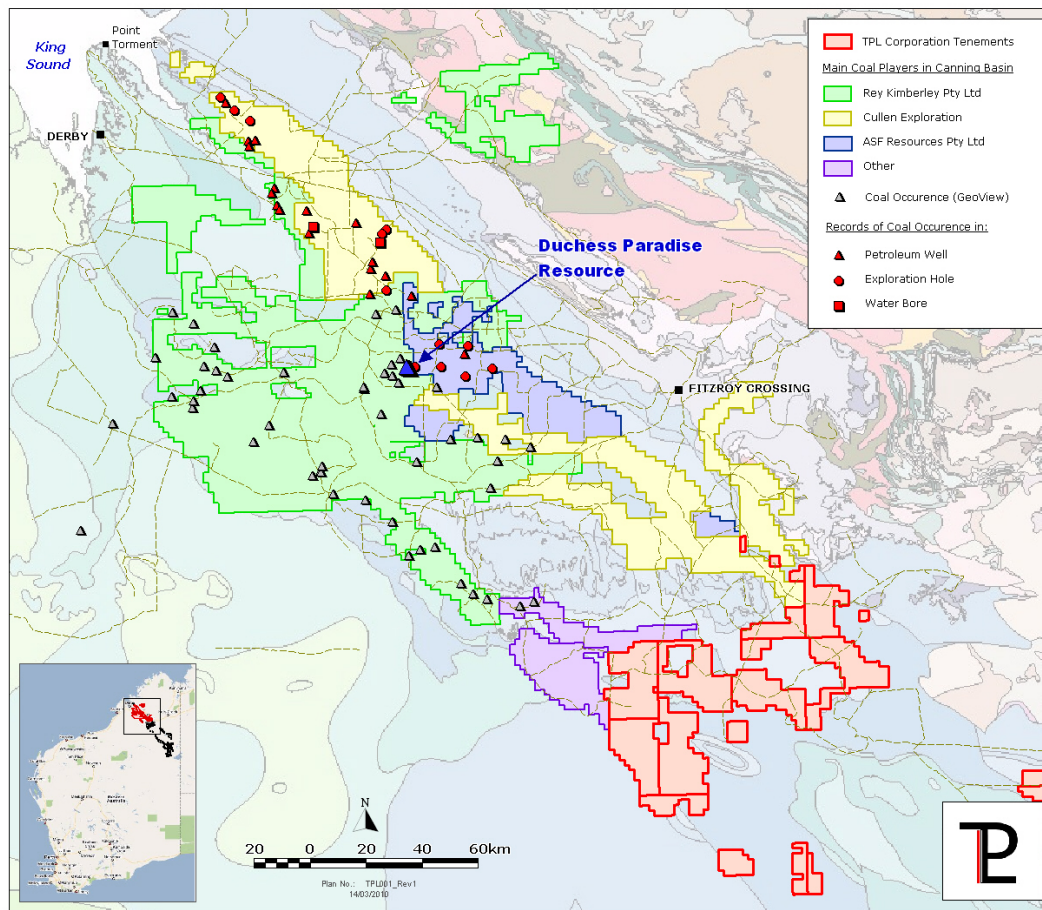 King
Sound
Point
Torment
DERBY
Duchess Paradise
Resource
FITZROY CROSSING
TPL Corporation Tenements
Main Coal Players in Canning Basin
Rey Kimberley Pty Ltd
Cullen Exploration
ASF Resources Pty Ltd
Other
Coal Occurence (GeoView)
Records of Coal Occurence in:
Petroleum Well
Exploration Hole
Water Bore
N
20 0 20 60km
Plan No.: TPL001_Rev1
14/03/2010
TPL